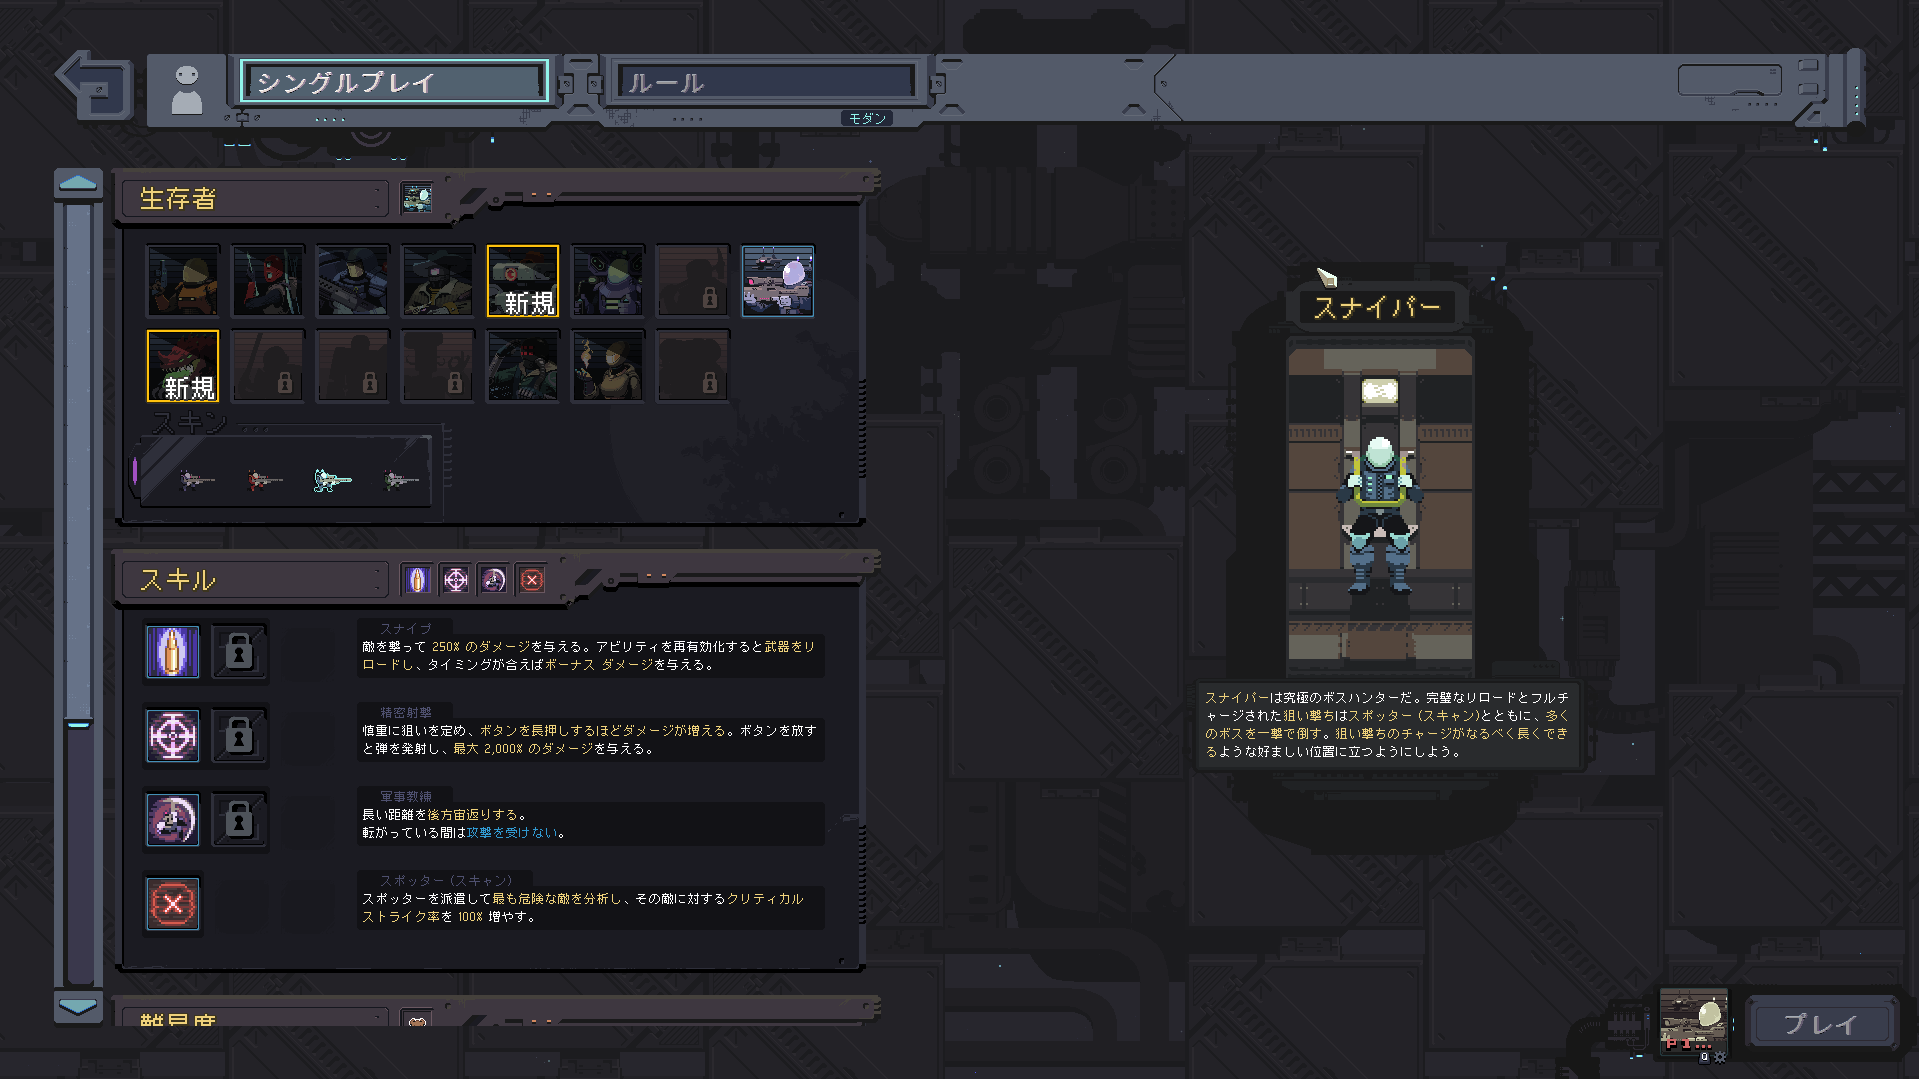 シングルプレイ
ルール
モダン
生存者
新規
新規
スキン
スキル
スナイプ
敵を撃って 250% のダメージを与える。アビリティを再有効化すると武器をリ
ロードし、タイミングが合えばボーナス ダメージを与える。
精密射撃
慎重に狙いを定め、ボタンを長押しするほどダメージが増える。ボタンを放す
と弾を発射し、最大 2,000% のダメージを与える。
軍事教練
長い距離を後方宙返りする。
転がっている間は攻撃を受けない。
スポッター (スキャン)
スポッターを派遣して最も危険な敵を分析し、その敵に対するクリティカル
ストライク率を 100% 増やす。
難易度
スナイパー
スナイパーは究極のボスハンターだ。完璧なリロードとフルチ
ャージされた狙い撃ちはスポッター (スキャン)とともに、多く
のボスを一撃で倒す。狙い撃ちのチャージがなるべく長くでき
るような好ましい位置に立つようにしよう。
P1...
Q
プレイ